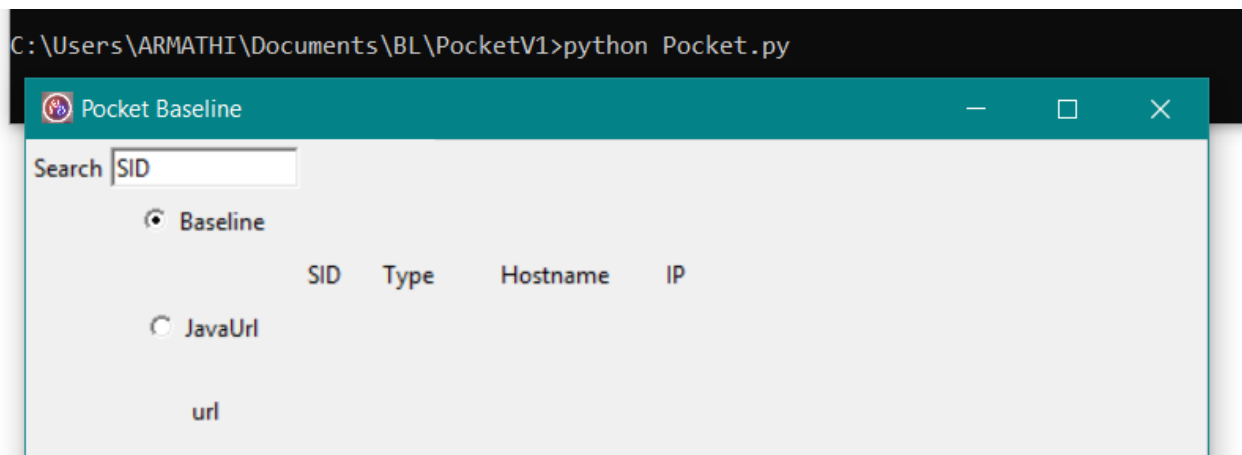 C:\Users\ARMATHI\Documents\BL\PocketV1>python Pocket.py
Pocket Baseline
Search SID
Baseline
SID Type Hostname IP
JavaUrl
url